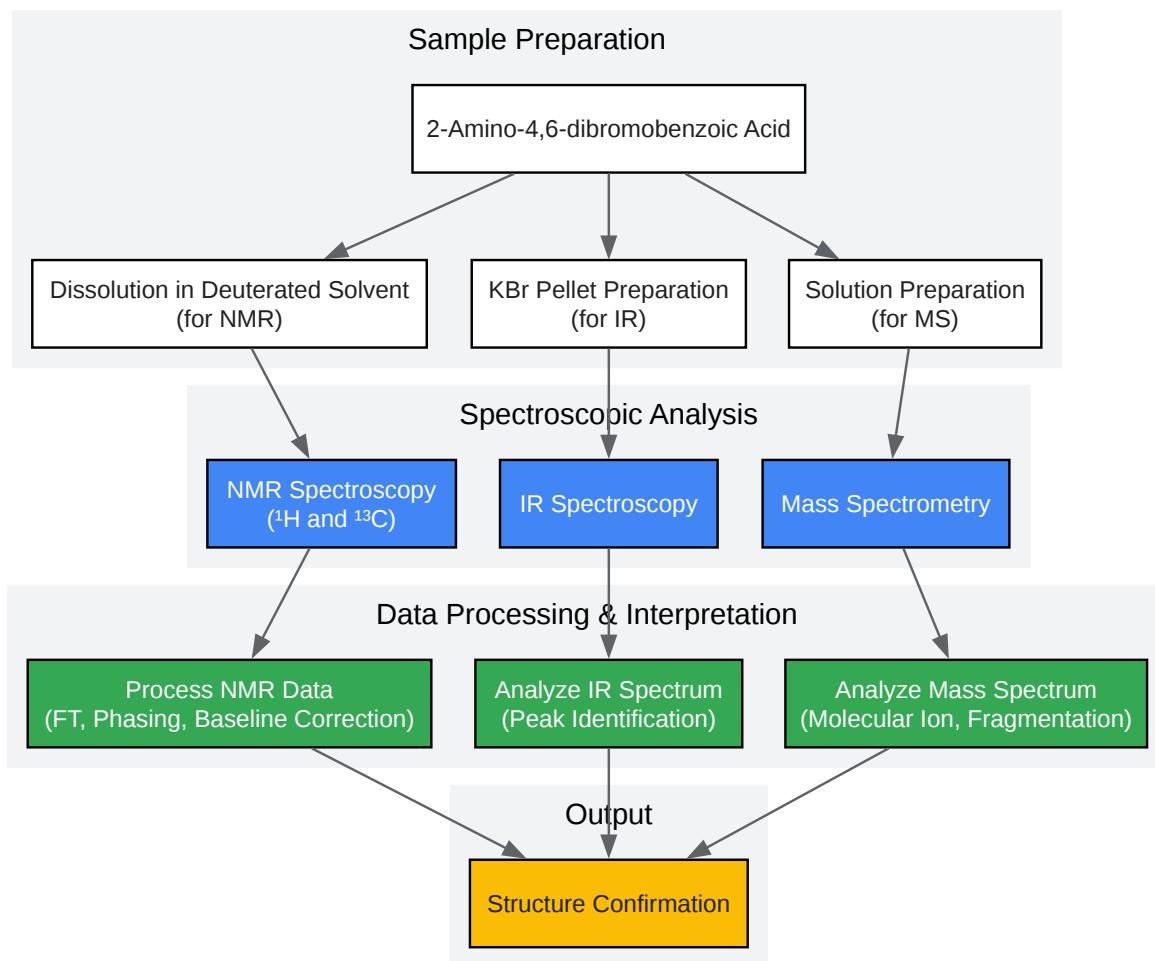 Sample Preparation
2-Amino-4,6-dibromobenzoic Acid
Dissolution in Deuterated Solvent
(for NMR)
KBr Pellet Preparation
(for IR)
Solution Preparation
(for MS)
Spectroscopic Analysis
NMR Spectroscopy
(¹H and ¹³C)
IR Spectroscopy
Mass Spectrometry
Data Processing & Interpretation
Process NMR Data
(FT, Phasing, Baseline Correction)
Analyze IR Spectrum
(Peak Identification)
Analyze Mass Spectrum
(Molecular Ion, Fragmentation)
Output
Structure Confirmation